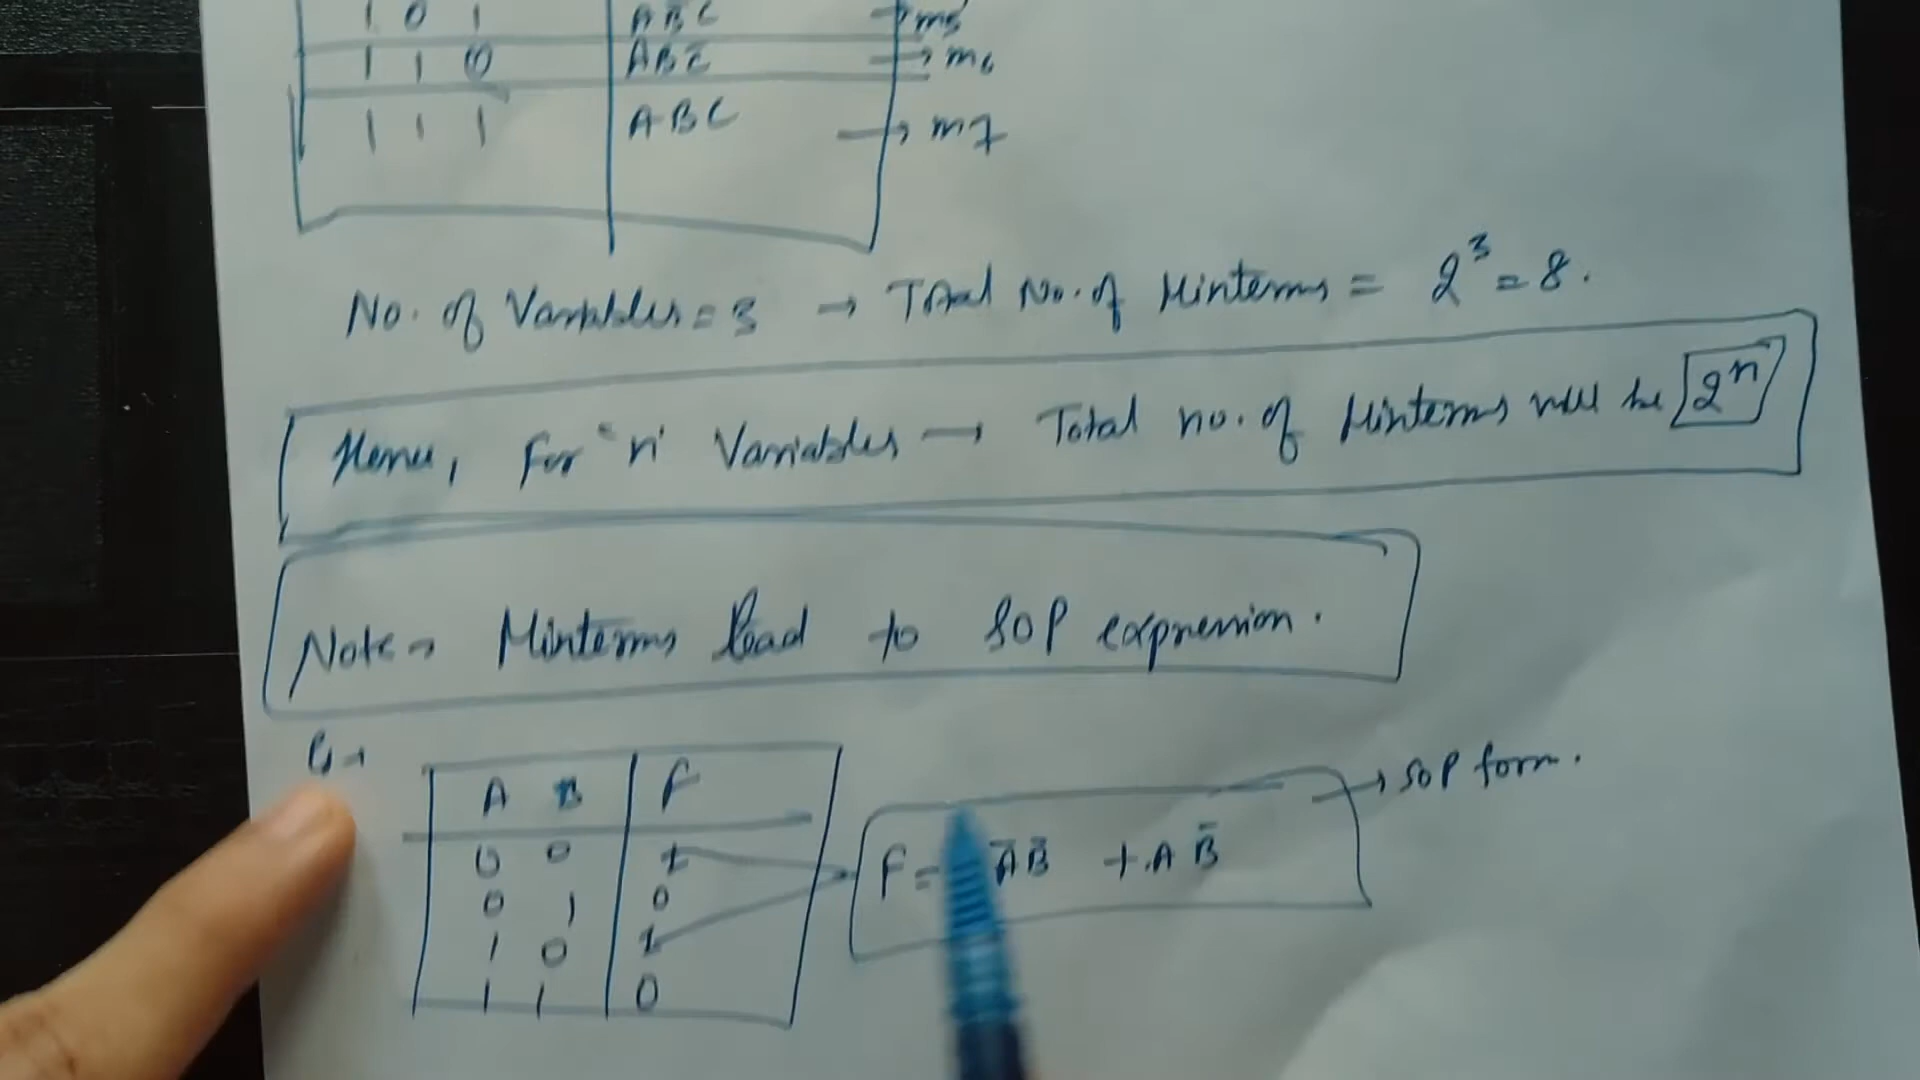 1 0 1 AB̄C → m5
1 1 0 ABC̄ → m6
1 1 1 ABC → m7
No. of Variables = 3 → Total No. of Minterms = 2³ = 8.
Hence, For 'n' Variables → Total no. of Minterms will be 2ⁿ
Note → Minterms lead to SOP expression.
A B F
0 0 1
0 1 0
1 0 1
1 1 0
F = ĀB̄ + A B̄ → SOP form.